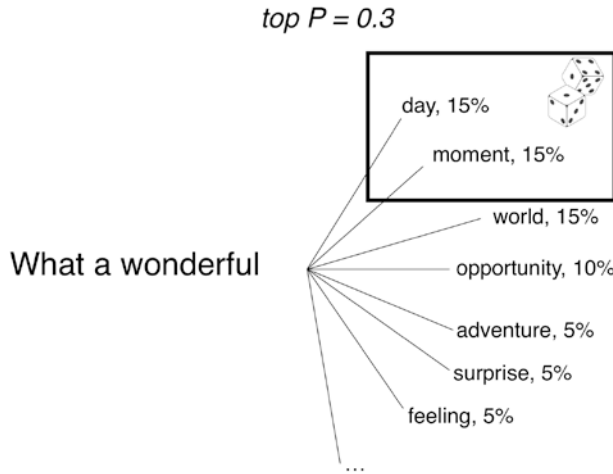 top P = 0.3
day, 15%
moment, 15%
world, 15%
What a wonderful
opportunity, 10%
adventure, 5%
surprise, 5%
feeling, 5%
...